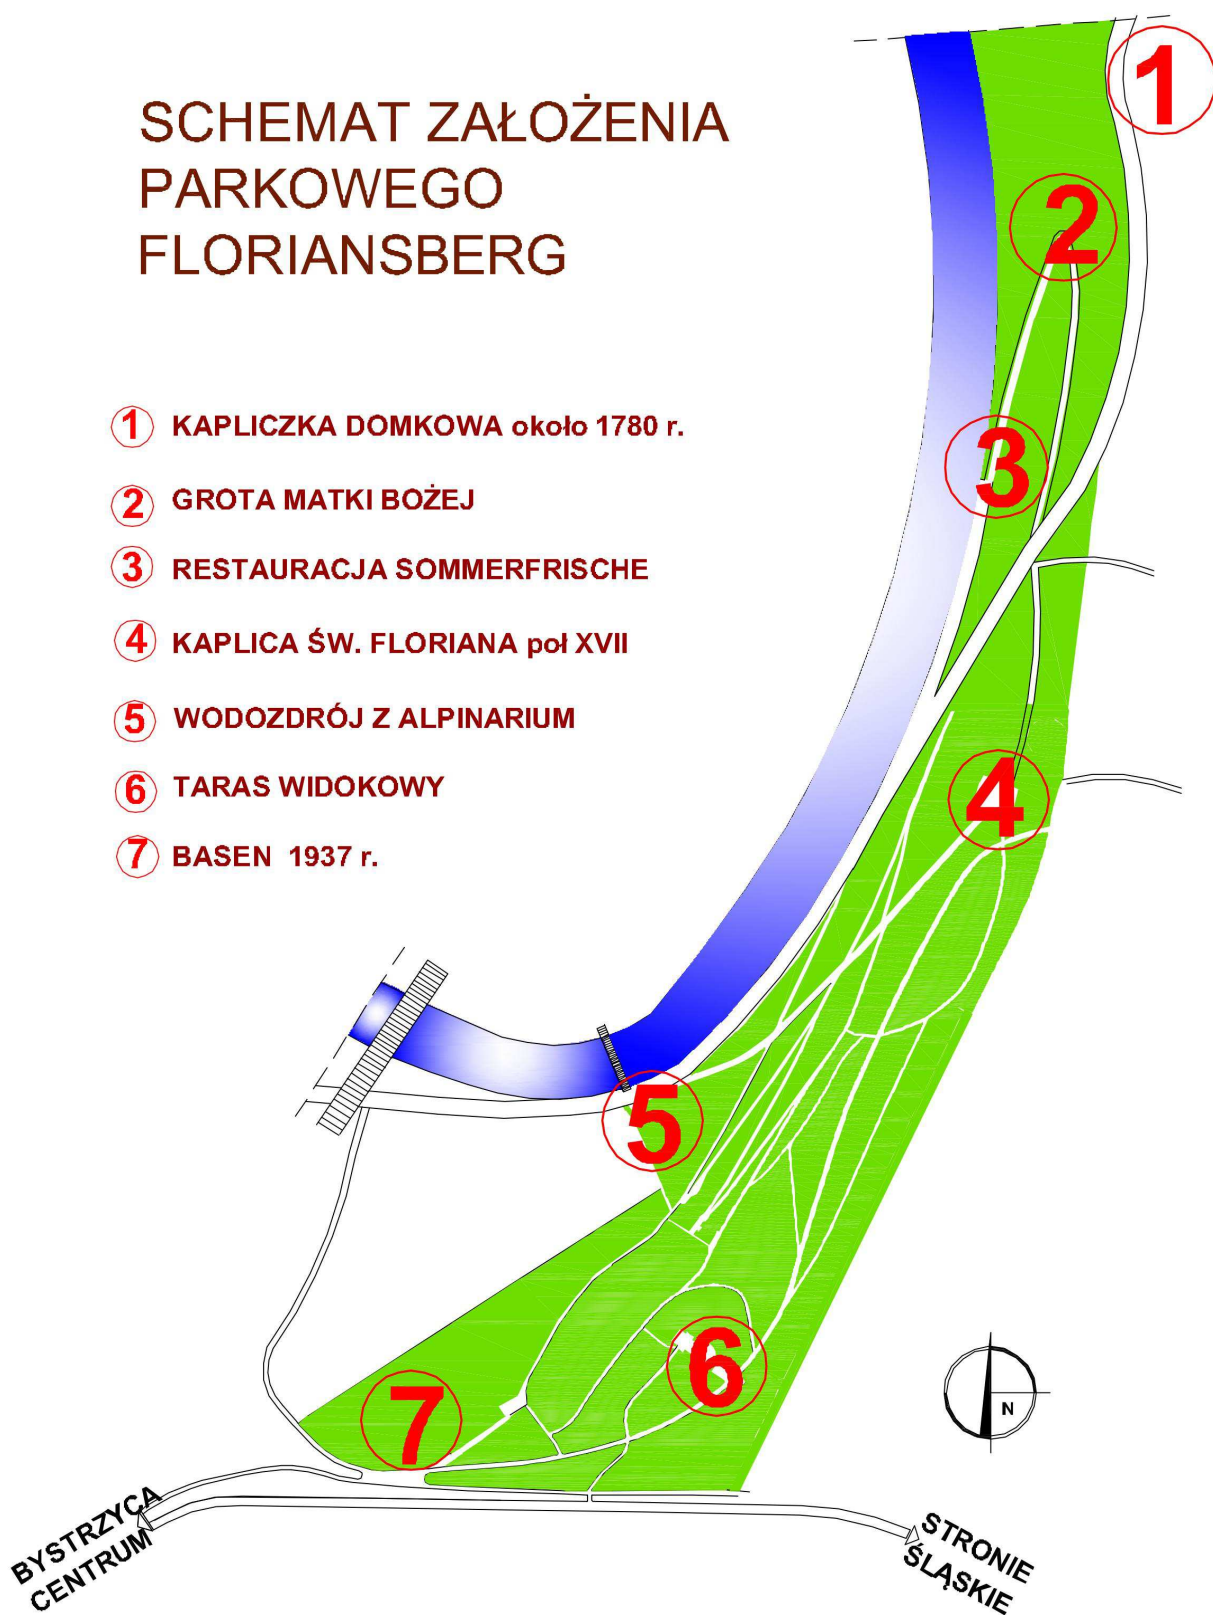 SCHEMAT ZAŁOŻENIA
PARKOWEGO
FLORIANSBERG
1 KAPLICZKA DOMKOWA około 1780 r.
2 GROTA MATKI BOŻEJ
3 RESTAURACJA SOMMERFRISCHE
4 KAPLICA ŚW. FLORIANA poł XVII
5 WODOZDRÓJ Z ALPINARIUM
6 TARAS WIDOKOWY
7 BASEN 1937 r.
1
2
3
4
5
6
7
N
BYSTRZYCA
CENTRUM
STRONIE
ŚLĄSKIE